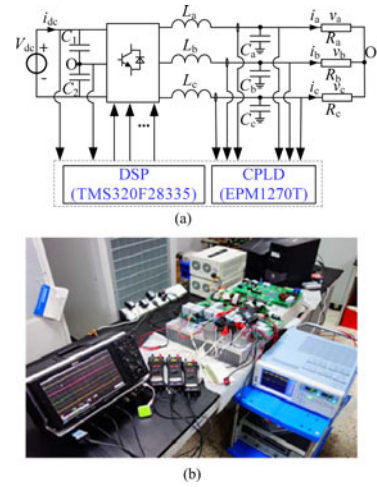 i_dc L_a i_a v_a
V_dc + C_1 C_a R_a
L_b i_b v_b
O C_b R_b O
- C_2 L_c i_c v_c
C_c R_c
...
DSP CPLD
(TMS320F28335) (EPM1270T)
(a)
(b)